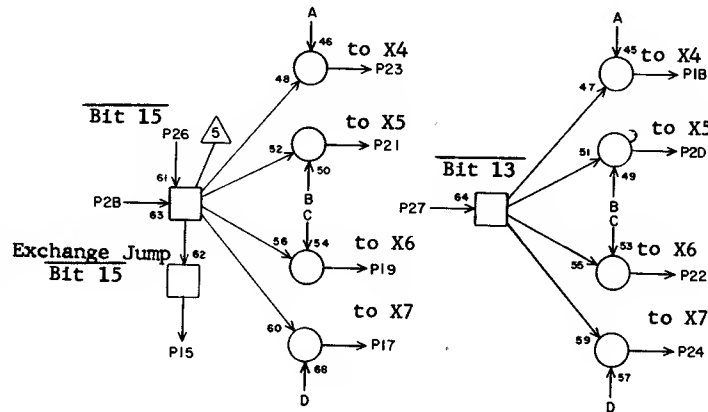 A
46
to X4
48
P23
Bit 15
P26
5
to X5
52
P21
50
61
P2B
63
B
C
62
Exchange Jump
Bit 15
56
54
to X6
P19
to X7
60
P17
P15
68
D
A
45
to X4
47
P1B
to X5
51
P2D
49
Bit 13
64
P27
B
C
53
to X6
55
P22
to X7
59
P24
57
D